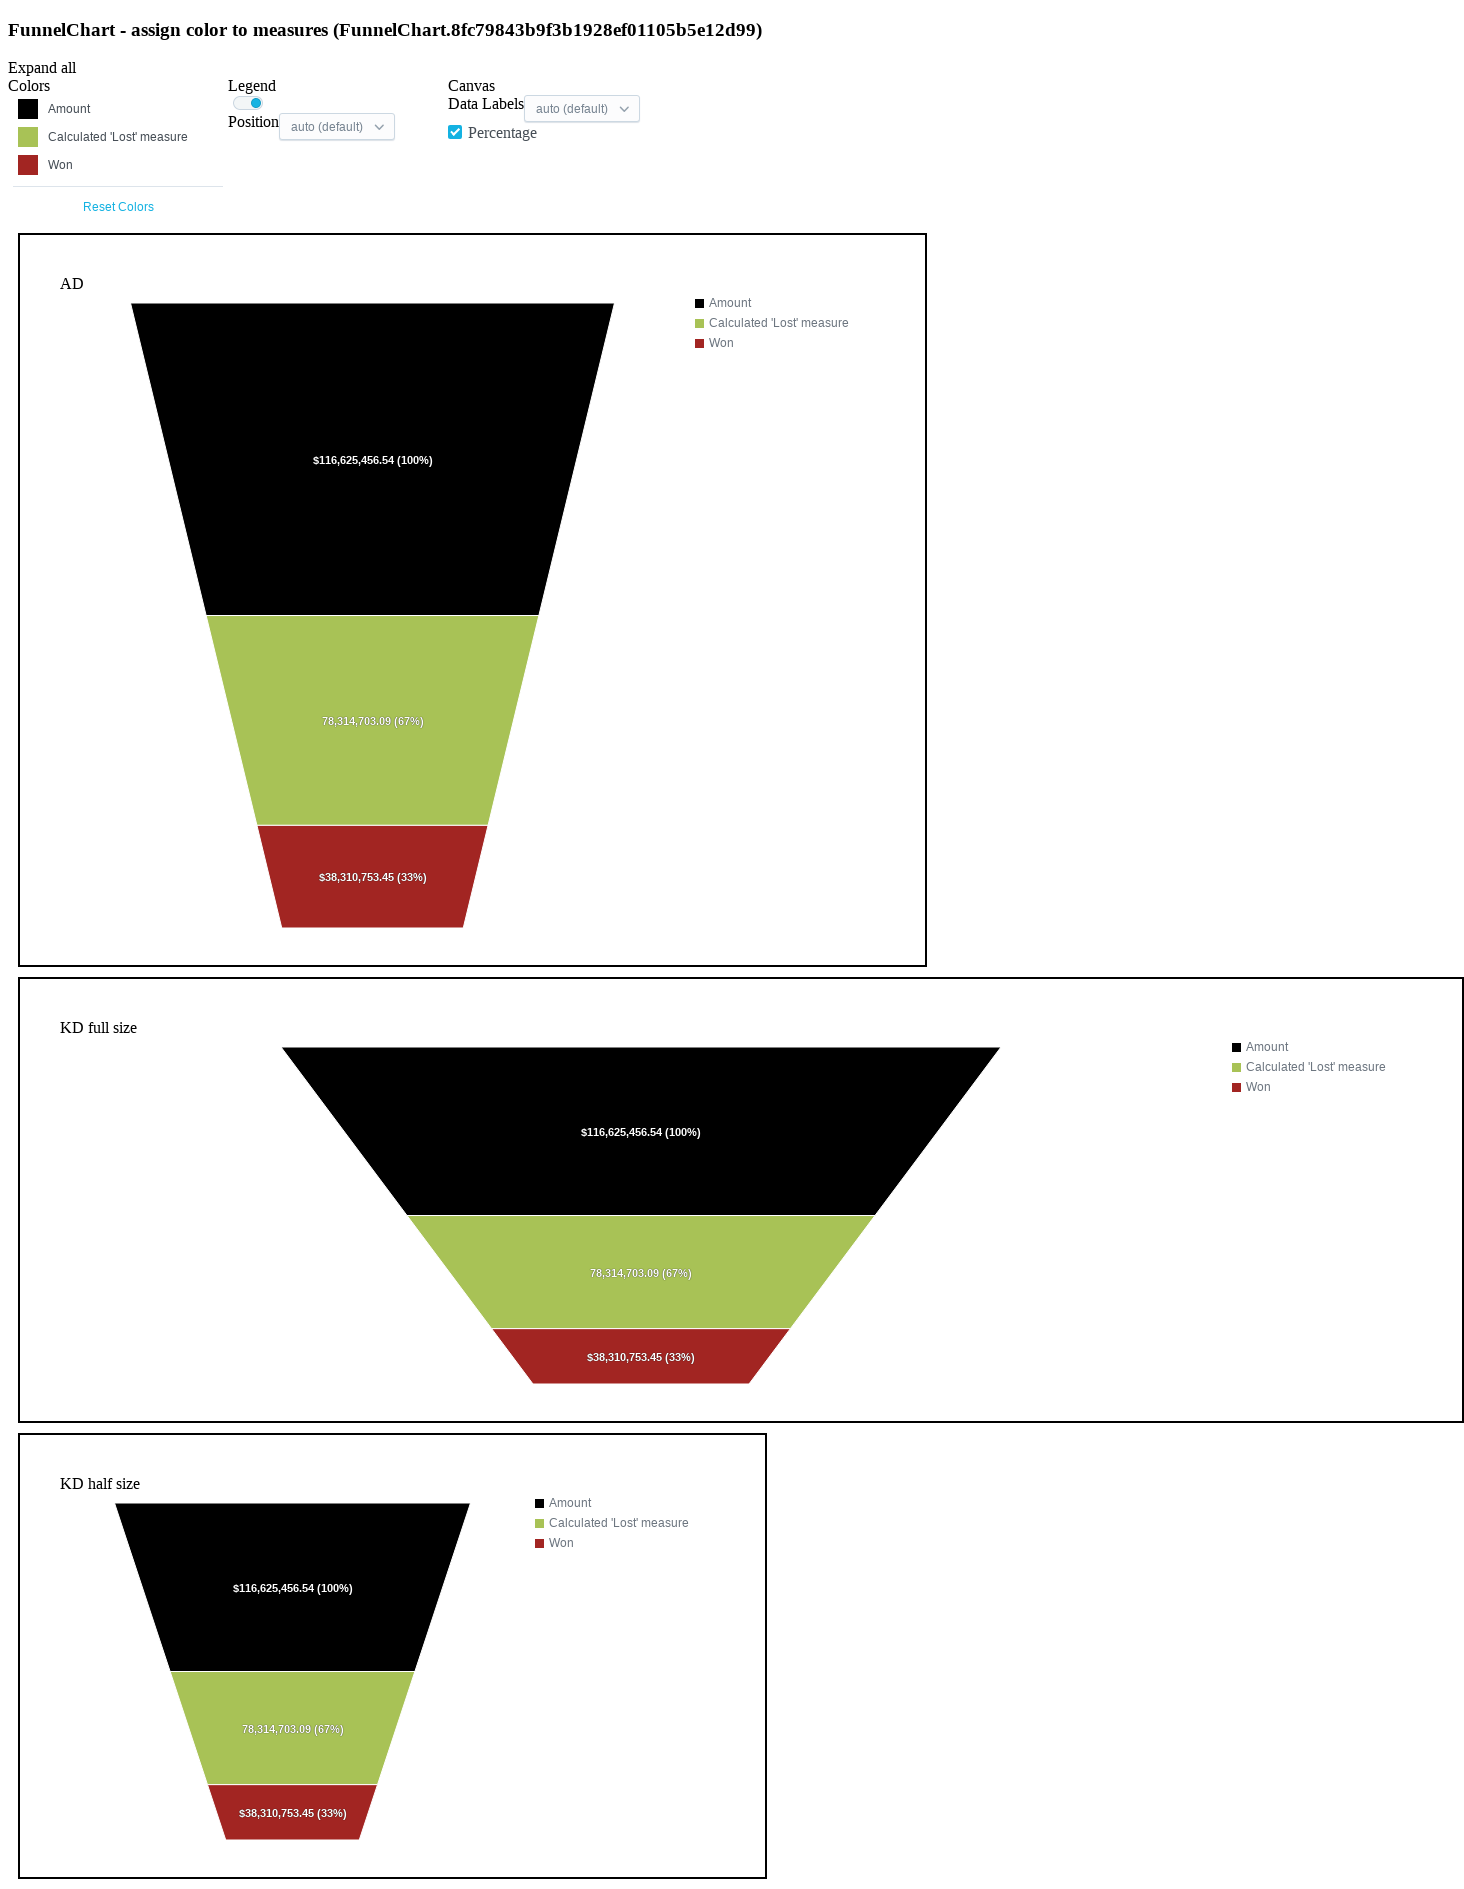 FunnelChart - assign color to measures (FunnelChart.8fc79843b9f3b1928ef01105b5e12d99)
Expand all
Colors
Amount
Calculated 'Lost' measure
Won
Reset Colors
Legend
Position auto (default)
Canvas
Data Labels auto (default)
Percentage
AD
Amount
Calculated 'Lost' measure
Won
$116,625,456.54 (100%)
78,314,703.09 (67%)
$38,310,753.45 (33%)
KD full size
Amount
Calculated 'Lost' measure
Won
$116,625,456.54 (100%)
78,314,703.09 (67%)
$38,310,753.45 (33%)
KD half size
Amount
Calculated 'Lost' measure
Won
$116,625,456.54 (100%)
78,314,703.09 (67%)
$38,310,753.45 (33%)